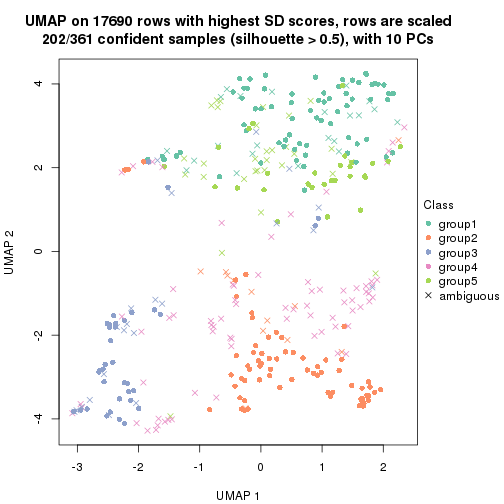 UMAP on 17690 rows with highest SD scores, rows are scaled
202/361 confident samples (silhouette > 0.5), with 10 PCs
4
2
0
-2
-4
UMAP 2
-3
-2
-1
0
1
2
UMAP 1
Class
group1
group2
group3
group4
group5
ambiguous